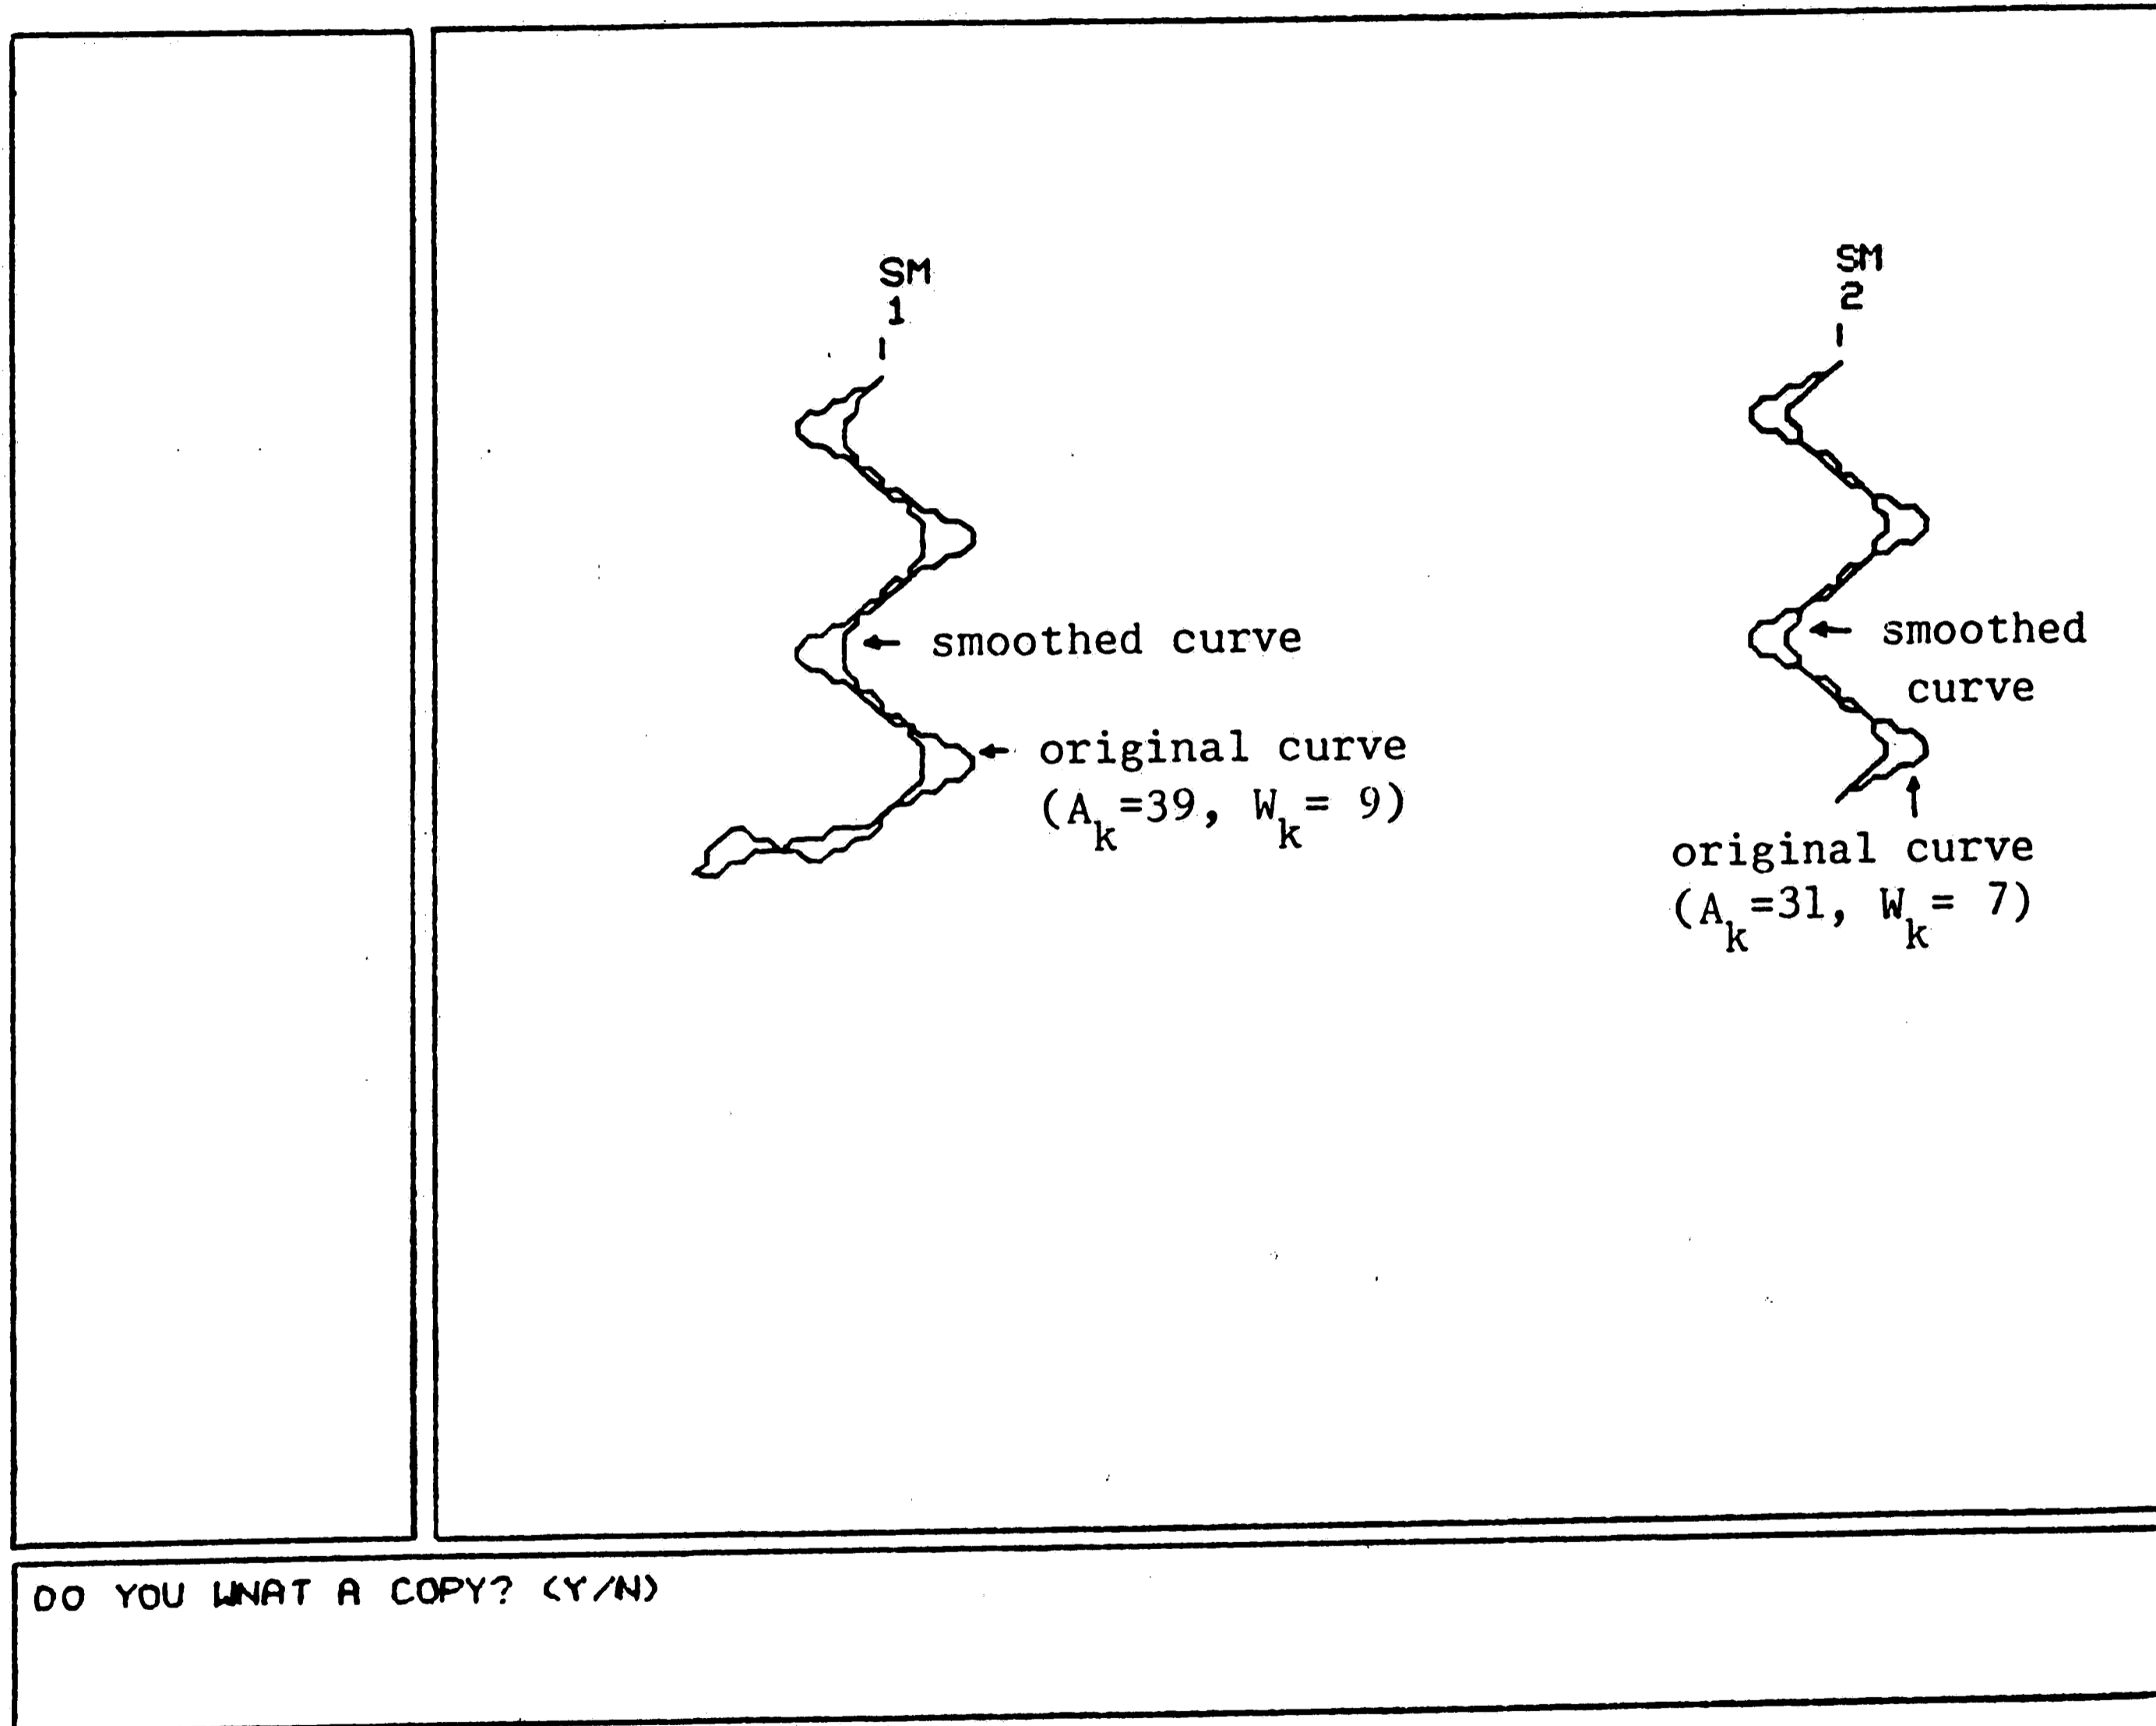 SM
1
smoothed curve
original curve
(Ak=39, Wk= 9)
SM
2
smoothed
curve
original curve
(Ak=31, Wk= 7)
DO YOU WNAT A COPY? (Y/N)